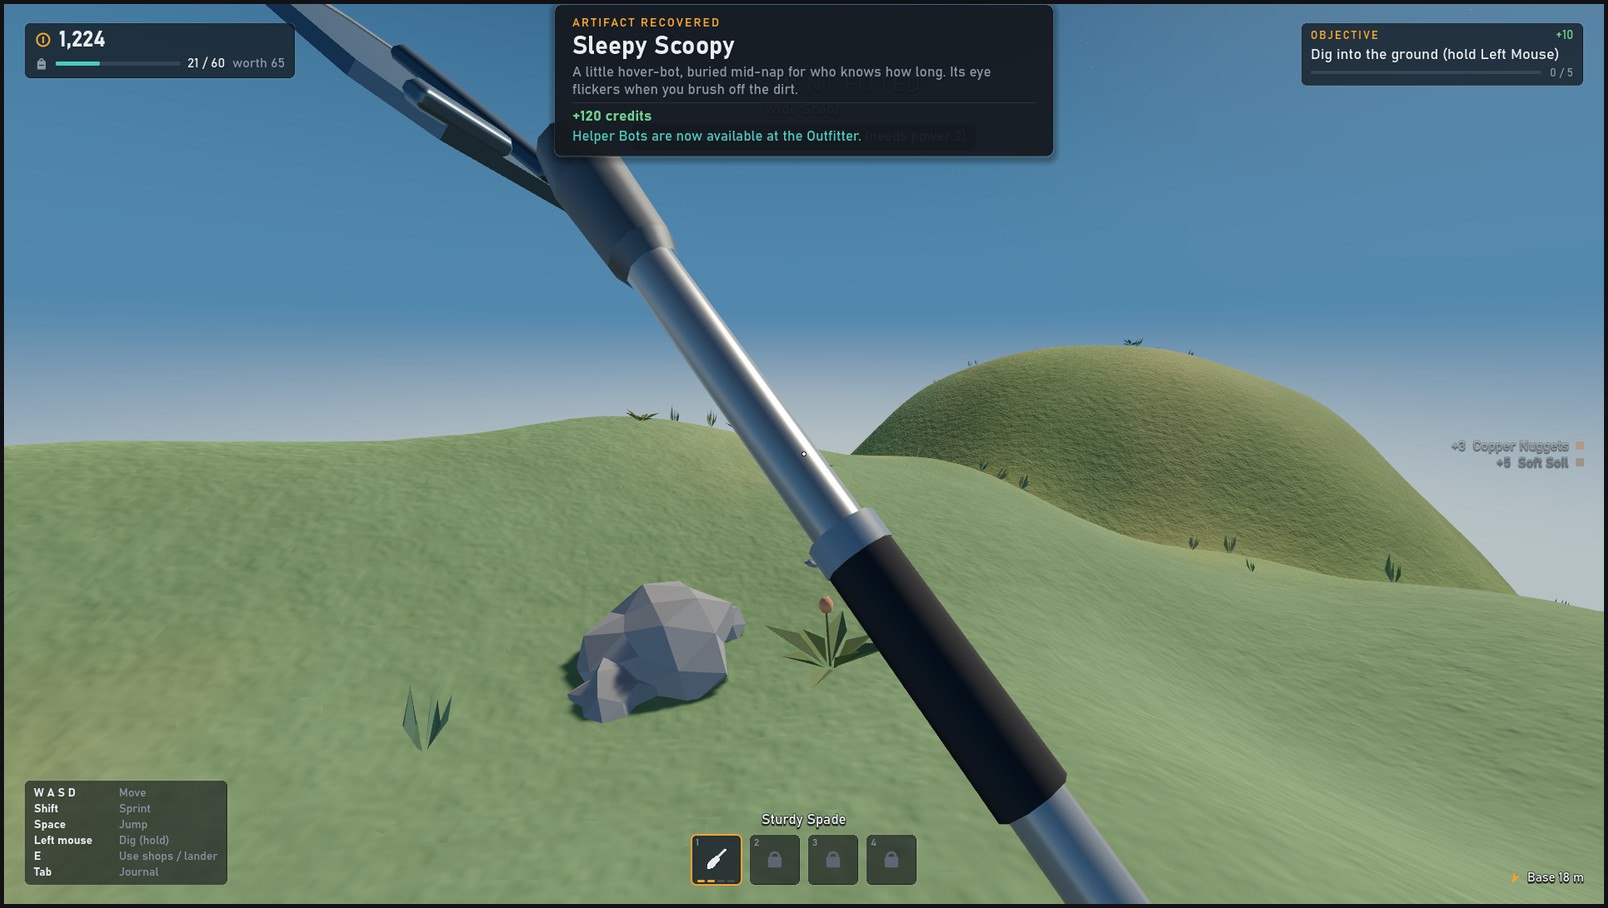 1,224
21 / 60 worth 65
ARTIFACT RECOVERED
Sleepy Scoopy
A little hover-bot, buried mid-nap for who knows how long. Its eye
flickers when you brush off the dirt.
+120 credits
Helper Bots are now available at the Outfitter.
(needs power 2)
OBJECTIVE +10
Dig into the ground (hold Left Mouse)
0 / 5
+3 Copper Nuggets
+5 Soft Soil
W A S D Move
Shift Sprint
Space Jump
Left mouse Dig (hold)
E Use shops / lander
Tab Journal
Sturdy Spade
1 2 3 4
Base 18 m